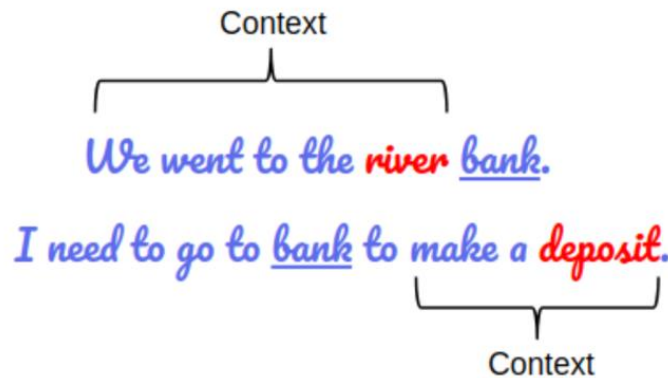 Context
We went to the river bank.
I need to go to bank to make a deposit.
Context